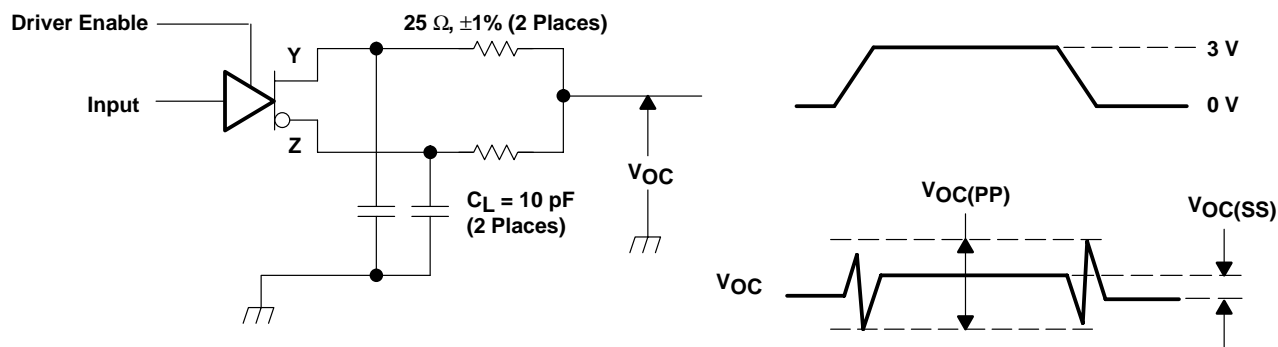 Driver Enable
25 Ω, ±1% (2 Places)
Y
Input
Z
VOC
CL = 10 pF
(2 Places)
3 V
0 V
VOC(PP)
VOC(SS)
VOC